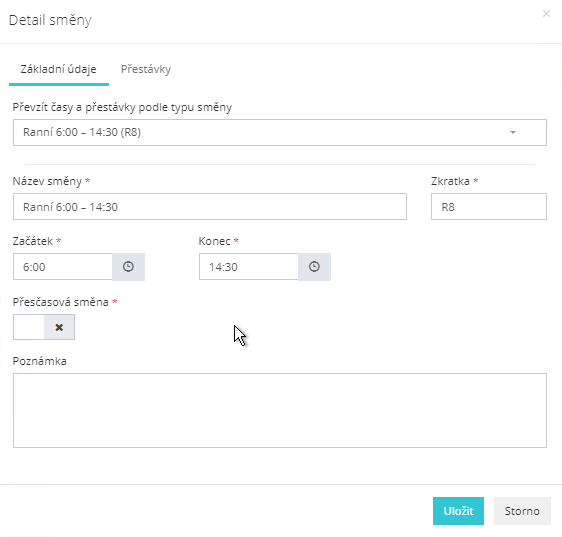 Detail směny
Základní údaje Přestávky
Převzít časy a přestávky podle typu směny
Ranní 6:00 – 14:30 (R8)
Název směny * Zkratka *
Ranní 6:00 – 14:30 R8
Začátek * Konec *
6:00 14:30
Přesčasová směna *
Poznámka
Uložit Storno